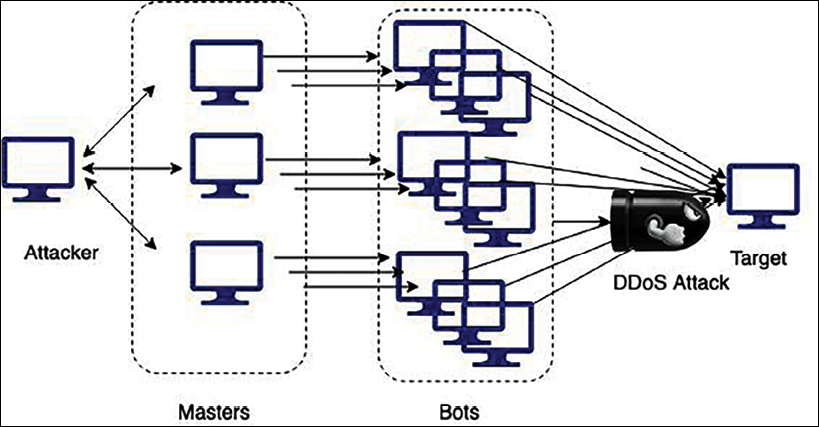 Attacker
Masters
Bots
DDoS Attack
Target